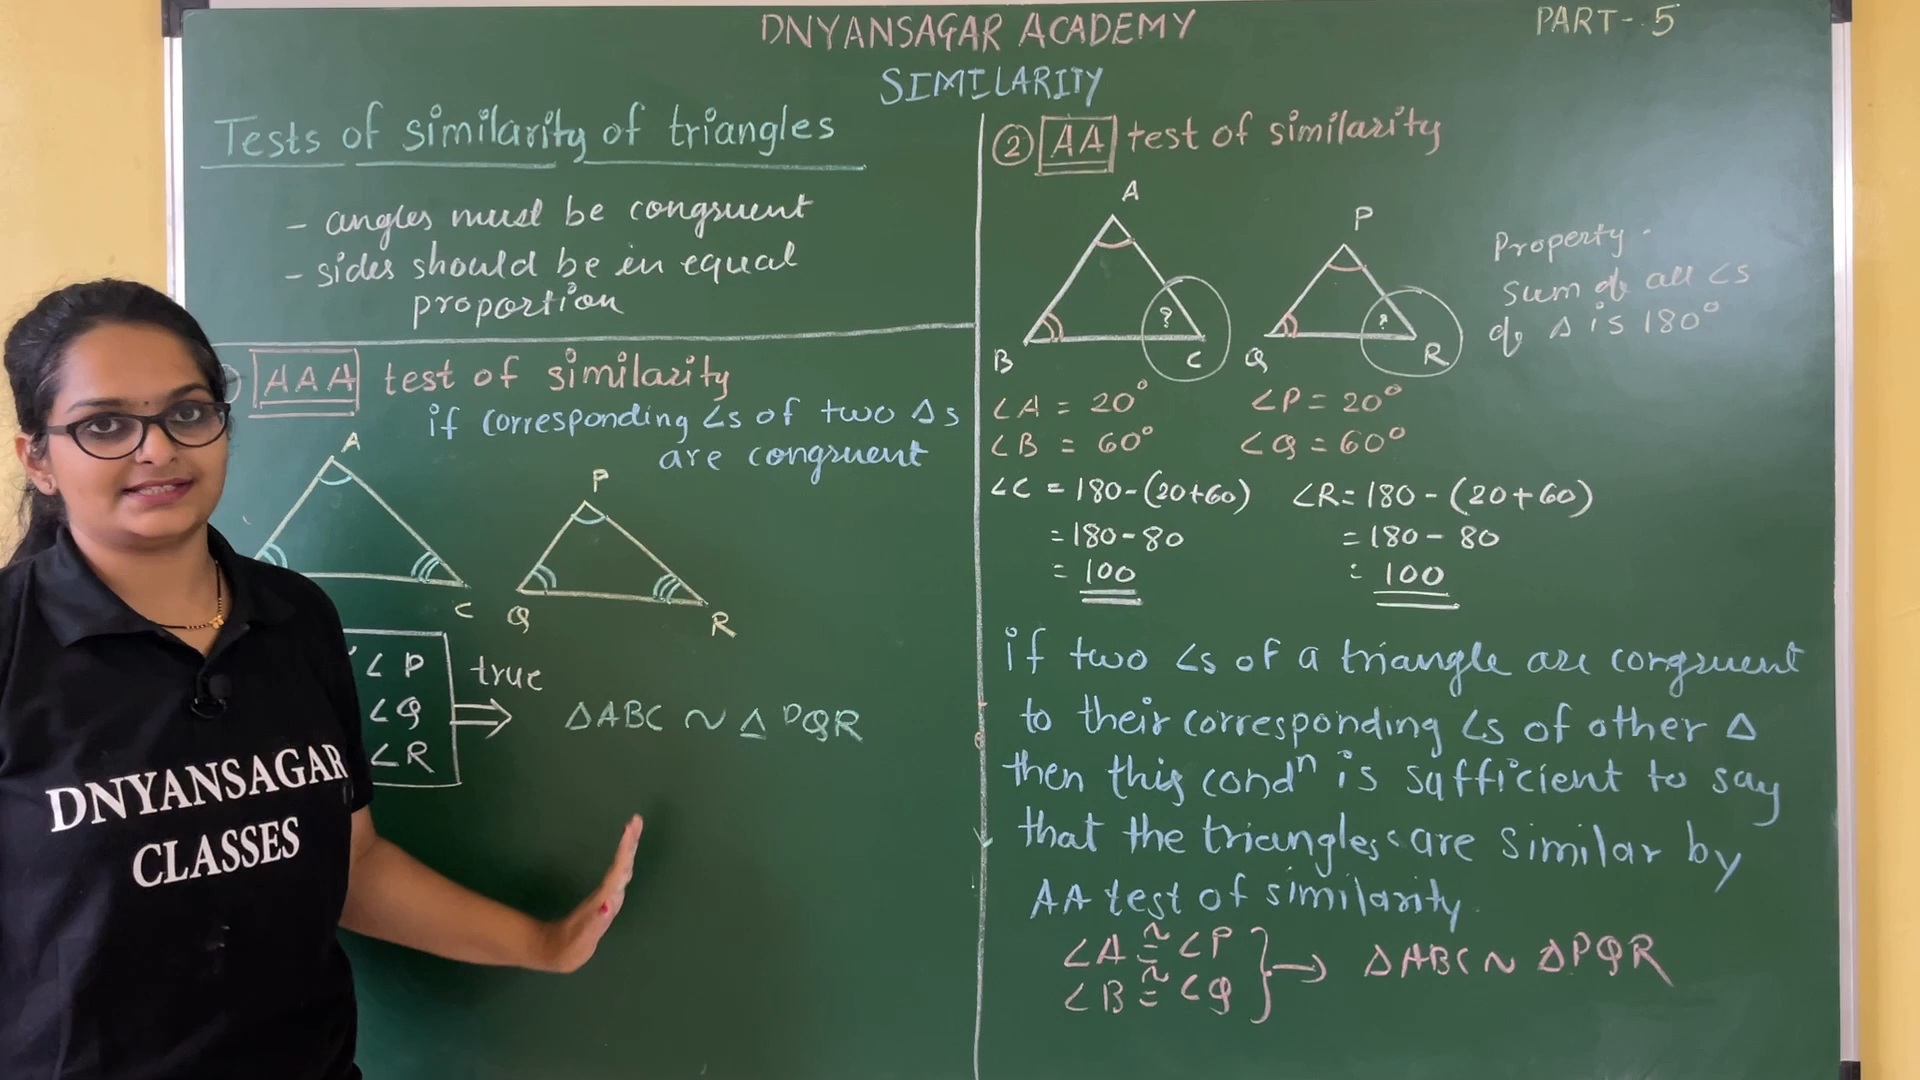 DNYANSAGAR ACADEMY
PART-5
SIMILARITY
Tests of similarity of triangles
- angles must be congruent
- sides should be in equal
proportion
AAA test of similarity
if corresponding ∠s of two Δs
are congruent
A
C
P
Q
R
∠P
∠Q
∠R
true
ΔABC ~ ΔPQR
② AA test of similarity
A
B
C
?
P
Q
R
?
Property.
Sum of all ∠s
of Δ is 180°
∠A = 20°
∠B = 60°
∠C = 180-(20+60)
=180-80
= 100
∠P = 20°
∠Q = 60°
∠R= 180 - (20+60)
= 180 - 80
= 100
if two ∠s of a triangle are congruent
to their corresponding ∠s of other Δ
then this condⁿ is sufficient to say
that the triangles are similar by
AA test of similarity.
∠A ≅ ∠P
∠B ≅ ∠Q
} → ΔABC ~ ΔPQR
DNYANSAGAR
CLASSES